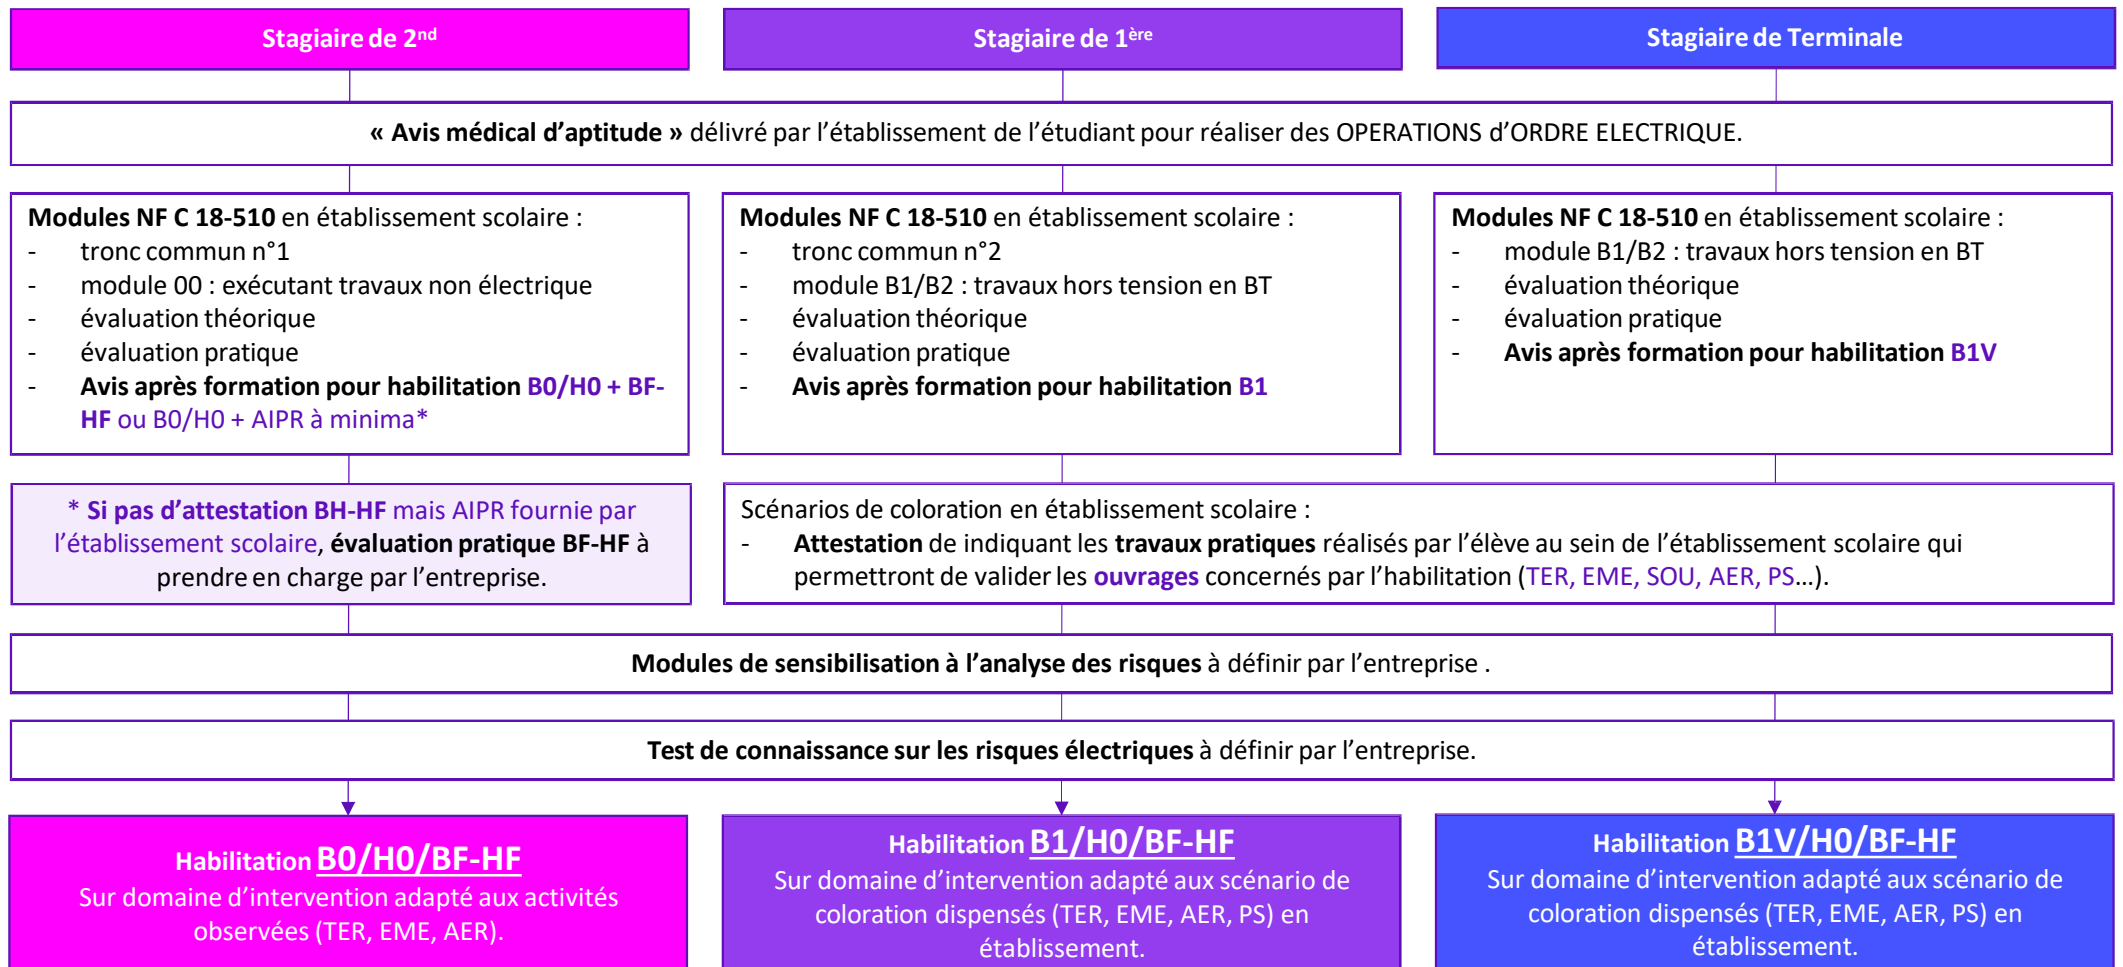 Stagiaire de 2nd
Stagiaire de 1ère
Stagiaire de Terminale
« Avis médical d’aptitude » délivré par l’établissement de l’étudiant pour réaliser des OPERATIONS d’ORDRE ELECTRIQUE.
Modules NF C 18-510 en établissement scolaire :
- tronc commun n°1
- module 00 : exécutant travaux non électrique
- évaluation théorique
- évaluation pratique
- Avis après formation pour habilitation B0/H0 + BF-
HF ou B0/H0 + AIPR à minima*
Modules NF C 18-510 en établissement scolaire :
- tronc commun n°2
- module B1/B2 : travaux hors tension en BT
- évaluation théorique
- évaluation pratique
- Avis après formation pour habilitation B1
Modules NF C 18-510 en établissement scolaire :
- module B1/B2 : travaux hors tension en BT
- évaluation théorique
- évaluation pratique
- Avis après formation pour habilitation B1V
* Si pas d’attestation BH-HF mais AIPR fournie par
l’établissement scolaire, évaluation pratique BF-HF à
prendre en charge par l’entreprise.
Scénarios de coloration en établissement scolaire :
- Attestation de indiquant les travaux pratiques réalisés par l’élève au sein de l’établissement scolaire qui
permettront de valider les ouvrages concernés par l’habilitation (TER, EME, SOU, AER, PS…).
Modules de sensibilisation à l’analyse des risques à définir par l’entreprise .
Test de connaissance sur les risques électriques à définir par l’entreprise.
Habilitation B0/H0/BF-HF
Sur domaine d’intervention adapté aux activités
observées (TER, EME, AER).
Habilitation B1/H0/BF-HF
Sur domaine d’intervention adapté aux scénario de
coloration dispensés (TER, EME, AER, PS) en
établissement.
Habilitation B1V/H0/BF-HF
Sur domaine d’intervention adapté aux scénario de
coloration dispensés (TER, EME, AER, PS) en
établissement.